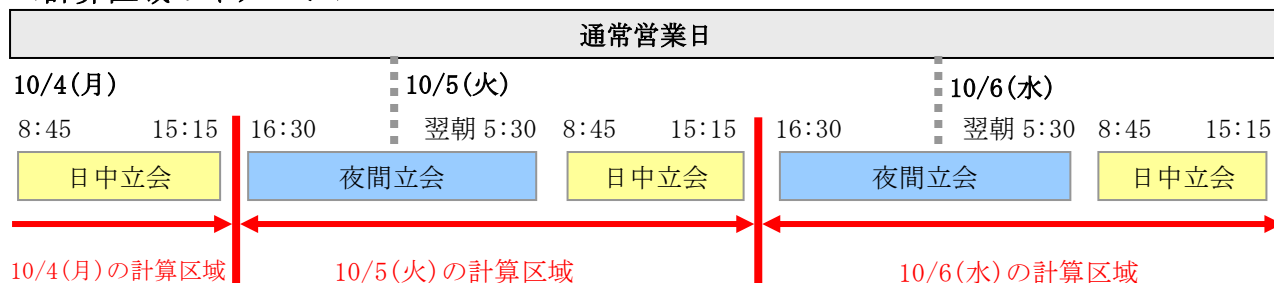 通常営業日
10/4(月) 10/5(火) 10/6(水)
8:45 15:15 16:30 翌朝 5:30 8:45 15:15 16:30 翌朝 5:30 8:45 15:15
日中立会 夜間立会 日中立会 夜間立会 日中立会
10/4(月)の計算区域 10/5(火)の計算区域 10/6(水)の計算区域